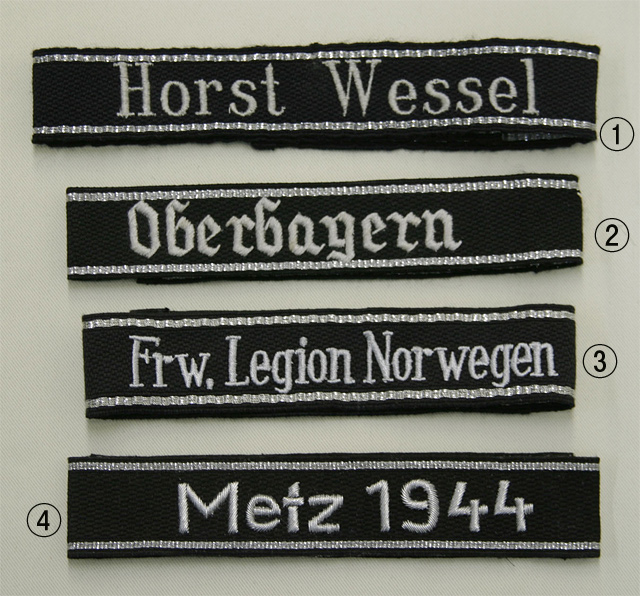 Horst Wessel
①
Oberbayern
②
Frw. Legion Norwegen
③
④
Metz 1944